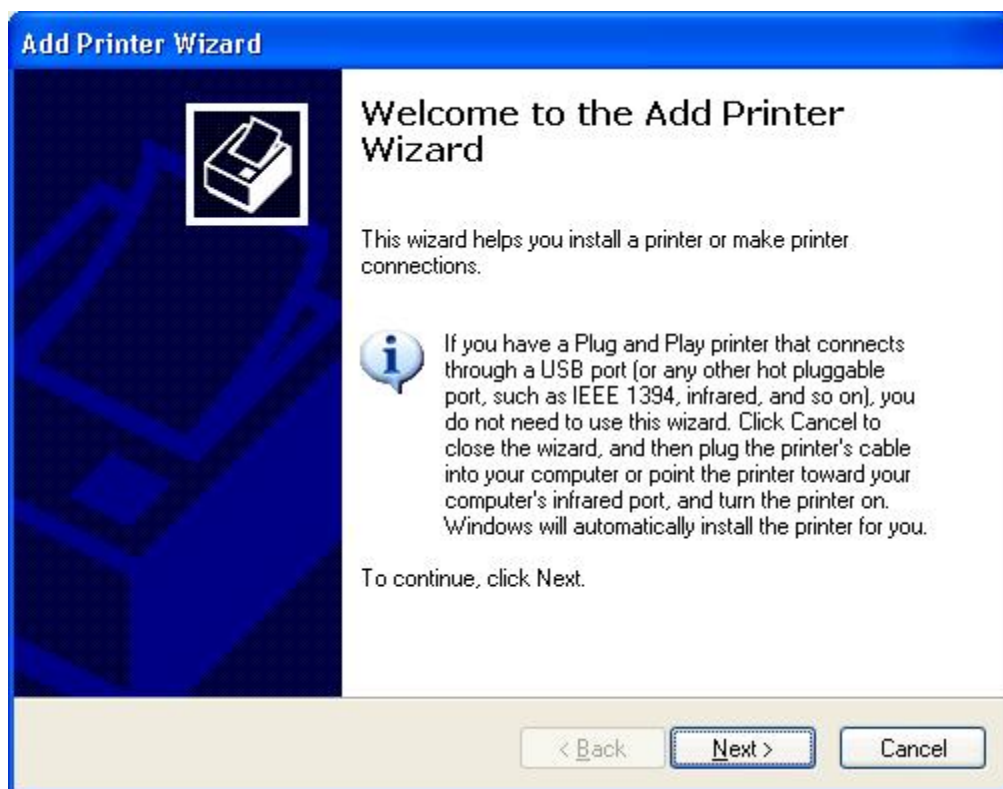 Add Printer Wizard
Welcome to the Add Printer
Wizard
This wizard helps you install a printer or make printer
connections.
If you have a Plug and Play printer that connects
through a USB port (or any other hot pluggable
port, such as IEEE 1394, infrared, and so on), you
do not need to use this wizard. Click Cancel to
close the wizard, and then plug the printer's cable
into your computer or point the printer toward your
computer's infrared port, and turn the printer on.
Windows will automatically install the printer for you.
To continue, click Next.
< Back Next > Cancel